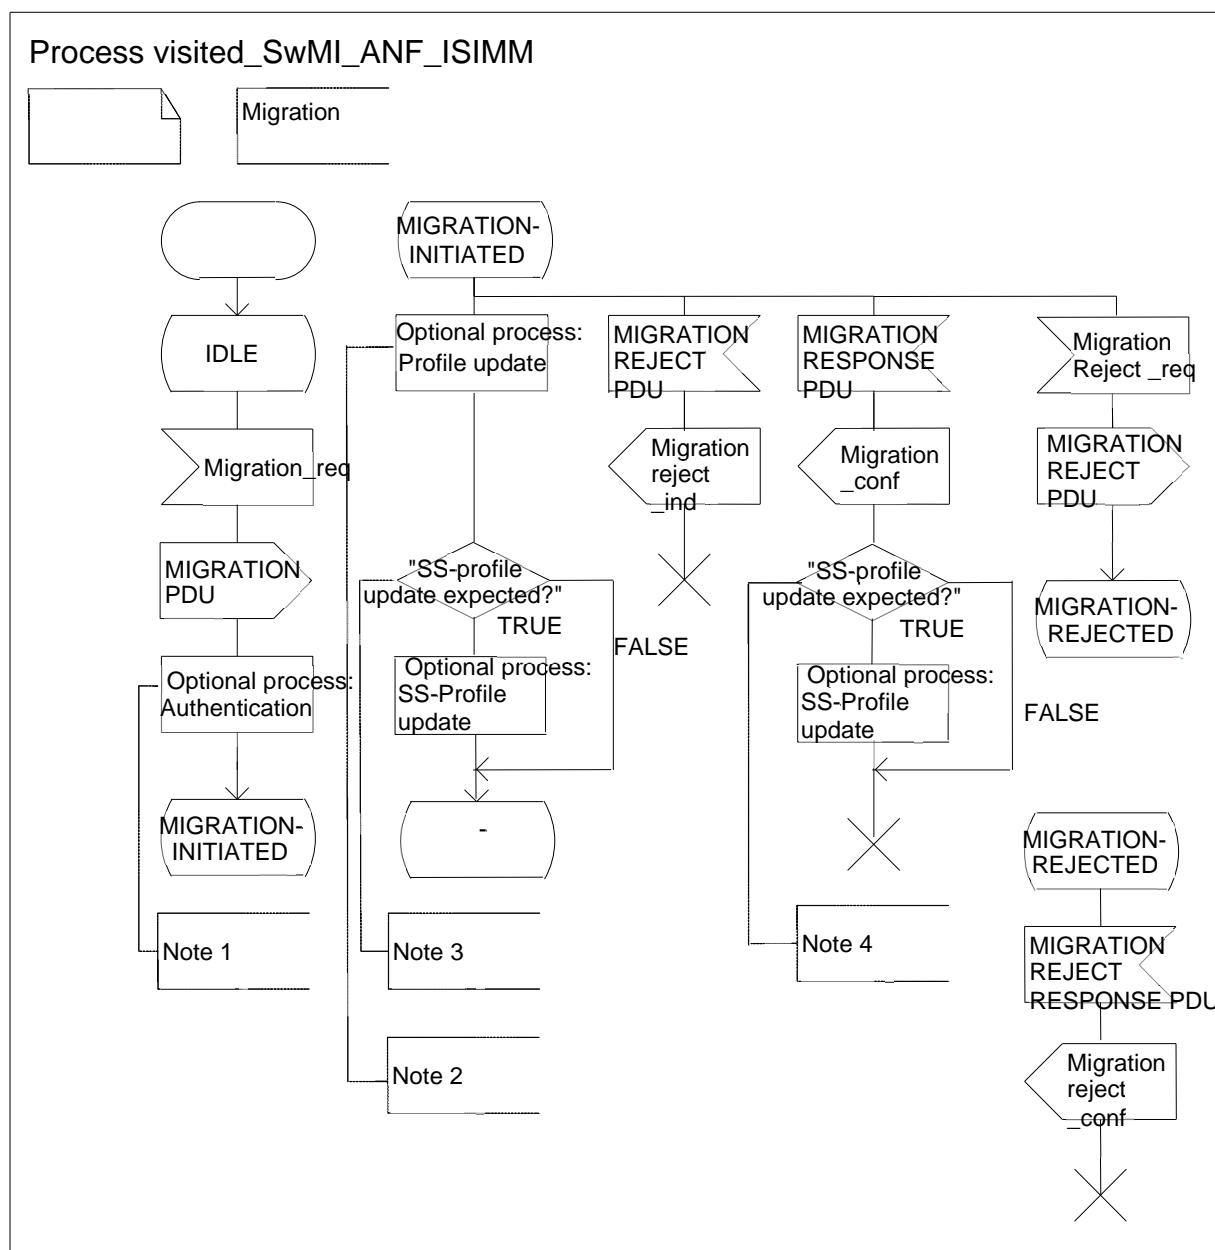 Process visited_SwMI_ANF_ISIMM
Migration
IDLE
Migration_req
MIGRATION
PDU
Optional process:
Authentication
MIGRATION-
INITIATED
Note 1
MIGRATION-
INITIATED
Optional process:
Profile update
"SS-profile
update expected?"
TRUE
FALSE
Optional process:
SS-Profile
update
-
Note 3
Note 2
MIGRATION
REJECT
PDU
Migration
reject
_ind
MIGRATION
RESPONSE
PDU
Migration
_conf
"SS-profile
update expected?"
TRUE
FALSE
Optional process:
SS-Profile
update
Note 4
Migration
Reject _req
MIGRATION
REJECT
PDU
MIGRATION-
REJECTED
MIGRATION-
REJECTED
MIGRATION
REJECT
RESPONSE PDU
Migration
reject
_conf